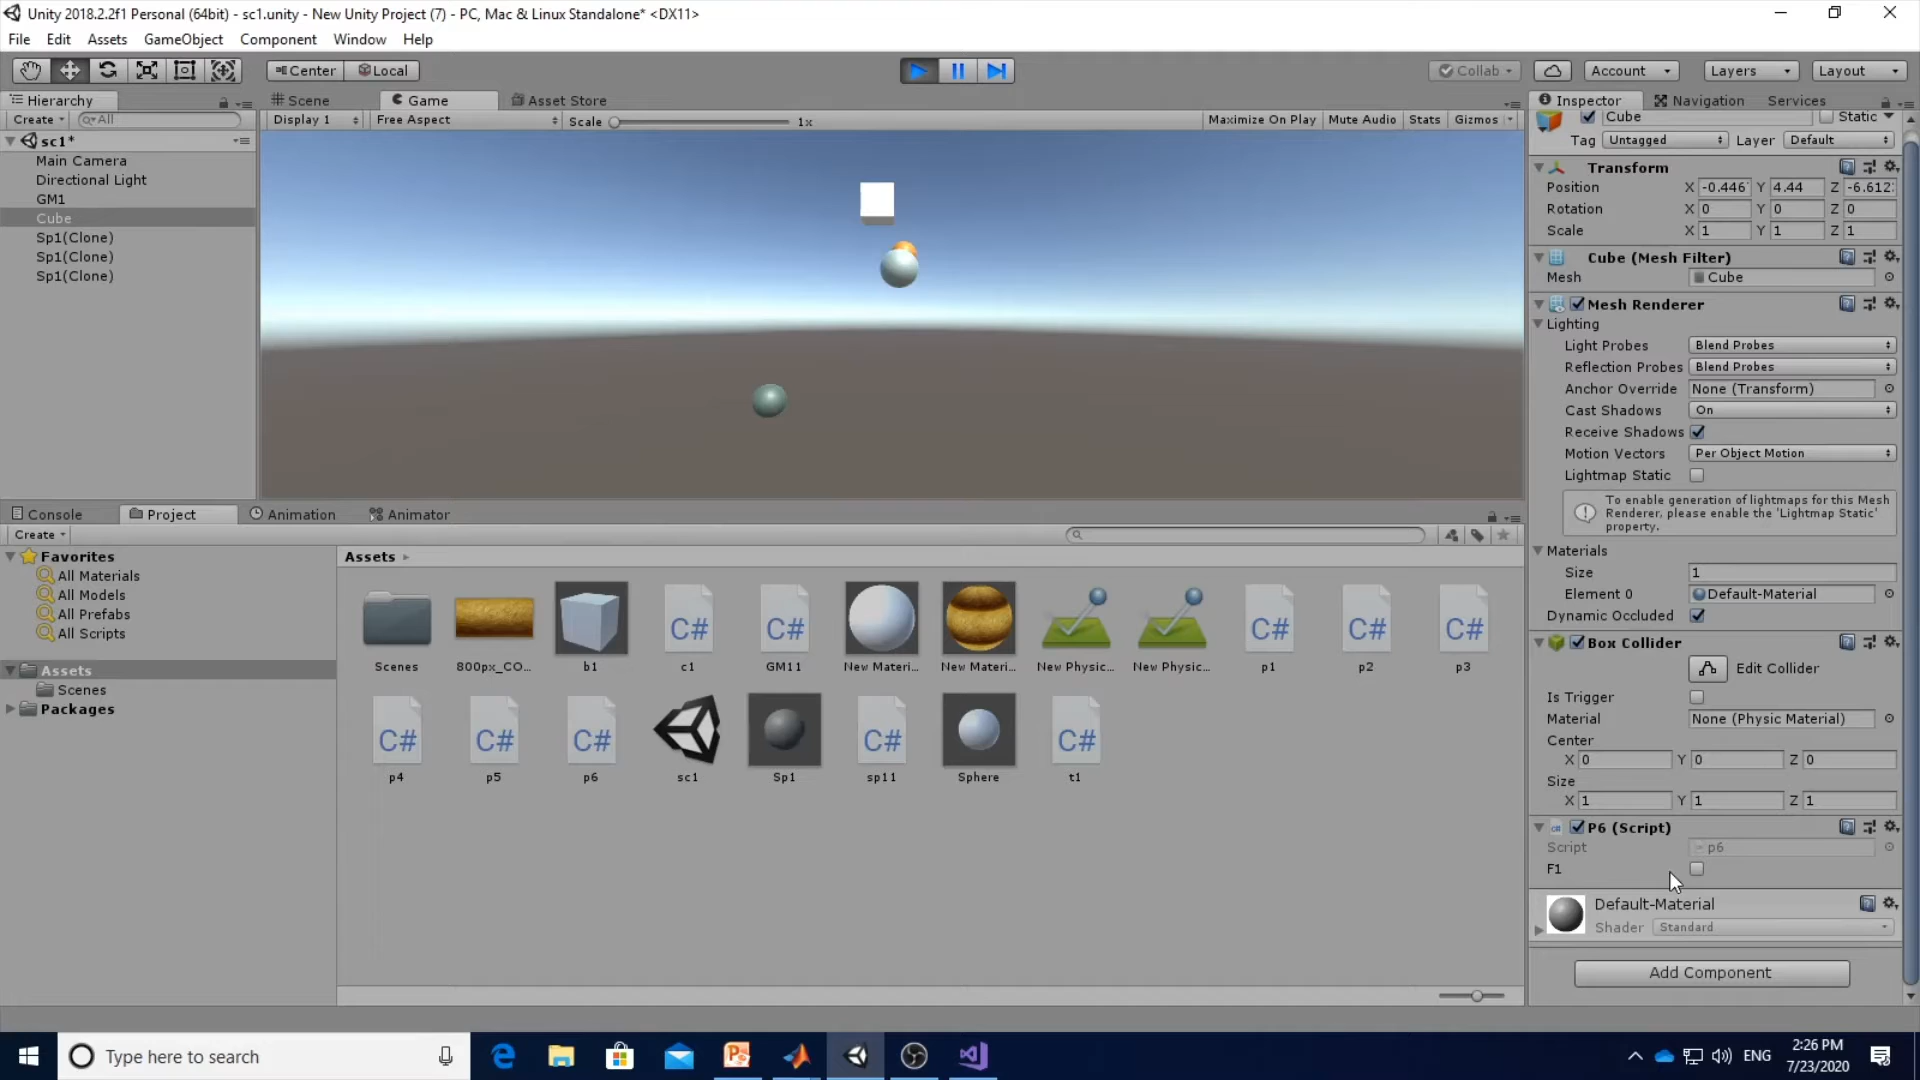 Unity 2018.2.2f1 Personal (64bit) - sc1.unity - New Unity Project (7) - PC, Mac & Linux Standalone* <DX11>
File Edit Assets GameObject Component Window Help
Center Local Collab Account Layers Layout
Hierarchy
Create All
sc1*
Main Camera
Directional Light
GM1
Cube
Sp1(Clone)
Sp1(Clone)
Sp1(Clone)
Scene Game Asset Store
Display 1 Free Aspect Scale 1x Maximize On Play Mute Audio Stats Gizmos
Inspector Navigation Services
Cube Static
Tag Untagged Layer Default
Transform
Position X -0.446 Y 4.44 Z -6.612
Rotation X 0 Y 0 Z 0
Scale X 1 Y 1 Z 1
Cube (Mesh Filter)
Mesh Cube
Mesh Renderer
Lighting
Light Probes Blend Probes
Reflection Probes Blend Probes
Anchor Override None (Transform)
Cast Shadows On
Receive Shadows
Motion Vectors Per Object Motion
Lightmap Static
To enable generation of lightmaps for this Mesh
Renderer, please enable the 'Lightmap Static'
property.
Materials
Size 1
Element 0 Default-Material
Dynamic Occluded
Box Collider
Edit Collider
Is Trigger
Material None (Physic Material)
Center
X 0 Y 0 Z 0
Size
X 1 Y 1 Z 1
P6 (Script)
Script p6
F1
Default-Material
Shader Standard
Add Component
Console Project Animation Animator
Create
Favorites
All Materials
All Models
All Prefabs
All Scripts
Assets
Scenes
Packages
Assets
C# C# C# C# C#
Scenes 800px_CO... b1 c1 GM11 New Materi... New Materi... New Physic... New Physic... p1 p2 p3
C# C# C# C# C#
p4 p5 p6 sc1 Sp1 sp11 Sphere t1
Type here to search
ENG
2:26 PM
7/23/2020